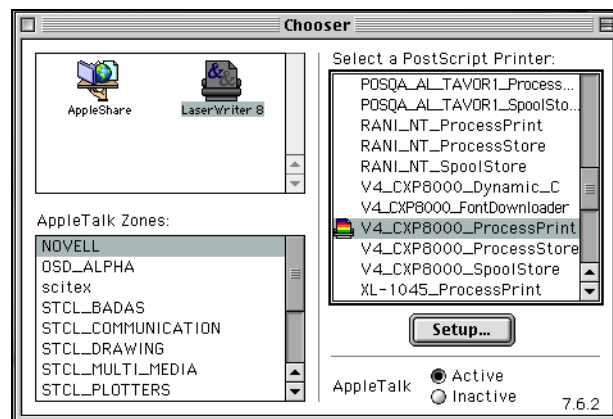 Chooser
AppleShare
LaserWriter 8
AppleTalk Zones:
NOVELL
OSD_ALPHA
scitex
STCL_BADAS
STCL_COMMUNICATION
STCL_DRAWING
STCL_MULTI_MEDIA
STCL_PLOTTERS
Select a PostScript Printer:
POSQA_AL_TAVOR1_Process...
POSQA_AL_TAVOR1_SpoolSto...
RANI_NT_ProcessPrint
RANI_NT_ProcessStore
RANI_NT_SpoolStore
V4_CXP8000_Dynamic_C
V4_CXP8000_FontDownloader
V4_CXP8000_ProcessPrint
V4_CXP8000_ProcessStore
V4_CXP8000_SpoolStore
XL-1045_ProcessPrint
Setup...
AppleTalk
Active
Inactive
7.6.2